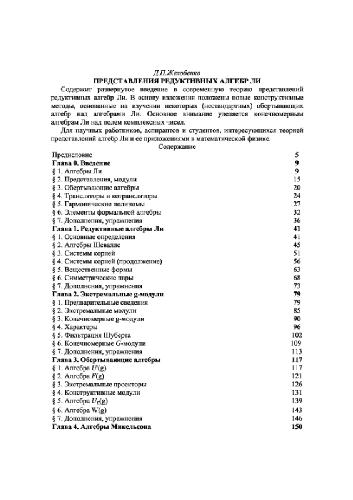 Д.П.Желобенко
ПРЕДСТАВЛЕНИЯ РЕДУКТИВНЫХ АЛГЕБР ЛИ
Содержит развернутое введение в современную теорию представлений
редуктивных алгебр Ли. В основу изложения положены новые конструктивные
методы, основанные на изучении некоторых (нестандартных) обертывающих
алгебр над алгебрами Ли. Основное внимание уделяется конечномерным
алгебрам Ли над полем комплексных чисел.
Для научных работников, аспирантов и студентов, интересующихся теорией
представлений алгебр Ли и ее приложениями в математической физике.
Содержание
Предисловие 5
Глава 0. Введение 9
§ 1. Алгебры Ли 9
§ 2. Представления, модули 15
§ 3. Обертывающие алгебры 20
§ 4. Трансляторы и котрансляторы 24
§ 5. Гармонические полиномы 27
§ 6. Элементы формальной алгебры 32
§ 7. Дополнения, упражнения 36
Глава 1. Редуктивные алгебры Ли 41
§ 1. Основные определения 41
§ 2. Алгебры Шевалле 45
§ 3. Системы корней 51
§ 4. Системы корней (продолжение) 56
§ 5. Вещественные формы 63
§ 6. Симметрические пары 68
§ 7. Дополнения, упражнения 73
Глава 2. Экстремальные g-модули 79
§ 1. Предварительные сведения 79
§ 2. Экстремальные модули 85
§ 3. Конечномерные g-модули 90
§ 4. Характеры 96
§ 5. Фильтрация Шуберта 102
§ 6. Конечномерные G-модули 109
§ 7. Дополнения, упражнения 113
Глава 3. Обертывающие алгебры 117
§ 1. Алгебра U(g) 117
§ 2. Алгебра F(g) 121
§ 3. Экстремальные проекторы 126
§ 4. Конструктивные модули 131
§ 5. Алгебра (g) 139
§ 6. Алгебра W(g) 143
§ 7. Дополнения, упражнения 146
Глава 4. Алгебры Микельсона 150